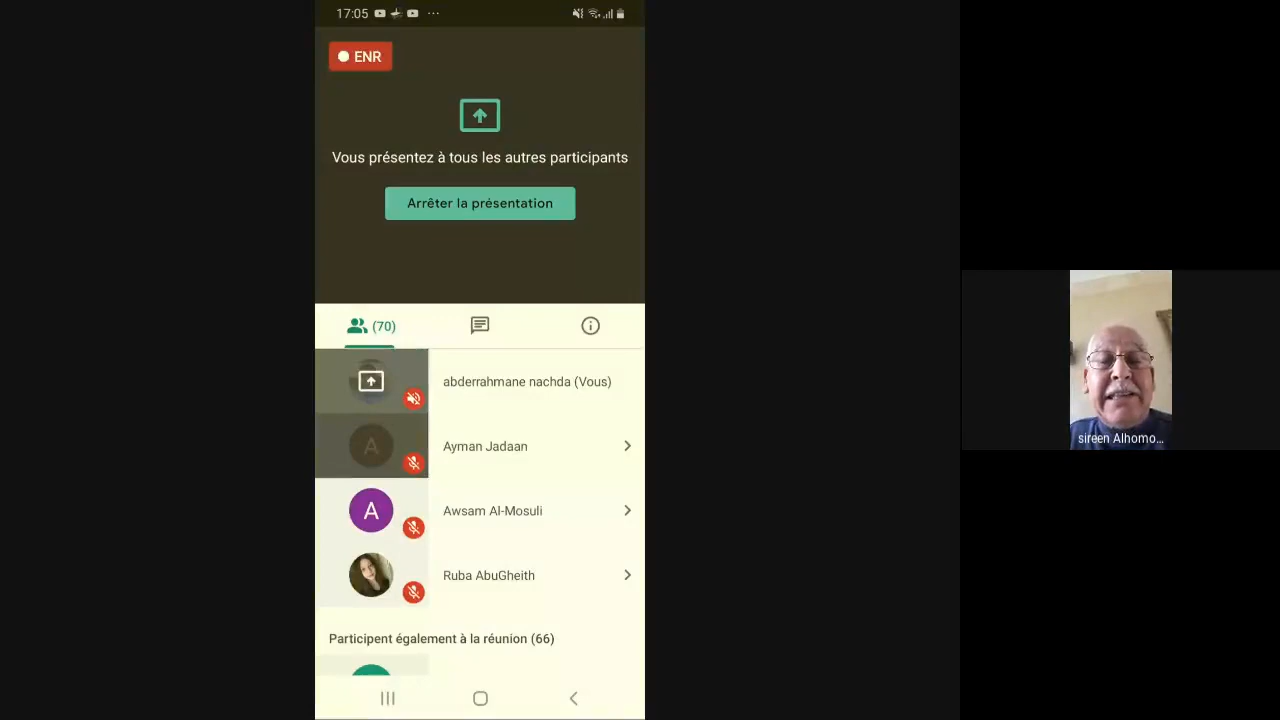 17:05
ENR
Vous présentez à tous les autres participants
Arrêter la présentation
(70)
abderrahmane nachda (Vous)
A
Ayman Jadaan
A
Awsam Al-Mosuli
Ruba AbuGheith
Participent également à la réunion (66)
sireen Alhomo...